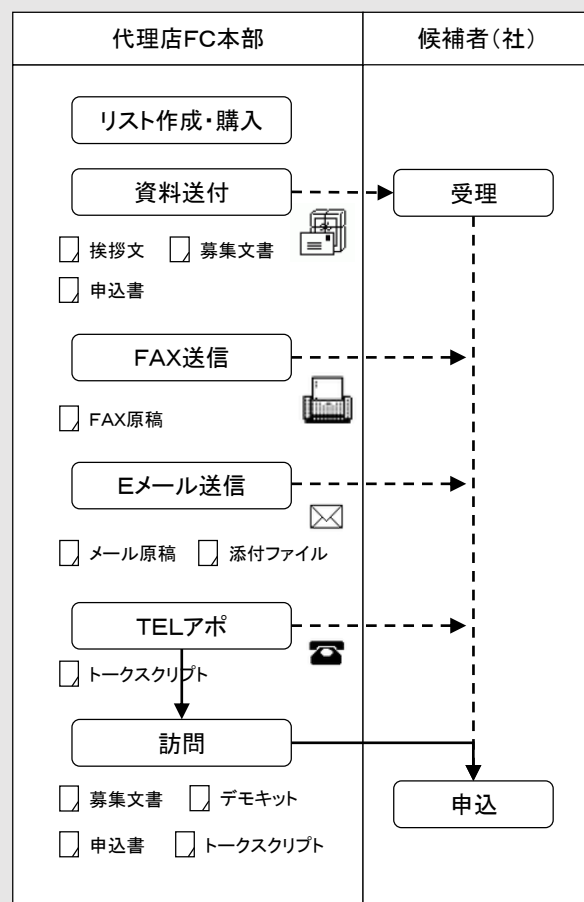 代理店FC本部
候補者(社)
リスト作成・購入
資料送付
受理
挨拶文 募集文書
申込書
FAX送信
FAX原稿
Eメール送信
メール原稿 添付ファイル
TELアポ
トークスクリプト
訪問
募集文書 デモキット
申込
申込書 トークスクリプト